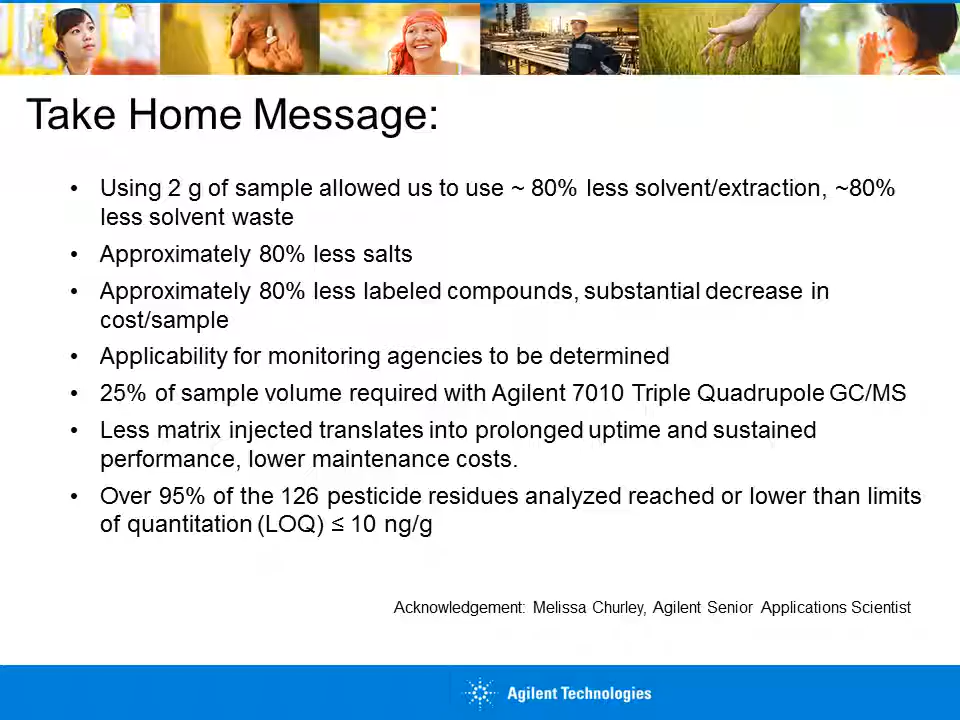 Take Home Message:
• Using 2 g of sample allowed us to use ~ 80% less solvent/extraction, ~80%
less solvent waste
• Approximately 80% less salts
• Approximately 80% less labeled compounds, substantial decrease in
cost/sample
• Applicability for monitoring agencies to be determined
• 25% of sample volume required with Agilent 7010 Triple Quadrupole GC/MS
• Less matrix injected translates into prolonged uptime and sustained
performance, lower maintenance costs.
• Over 95% of the 126 pesticide residues analyzed reached or lower than limits
of quantitation (LOQ) ≤ 10 ng/g
Acknowledgement: Melissa Churley, Agilent Senior Applications Scientist
Agilent Technologies